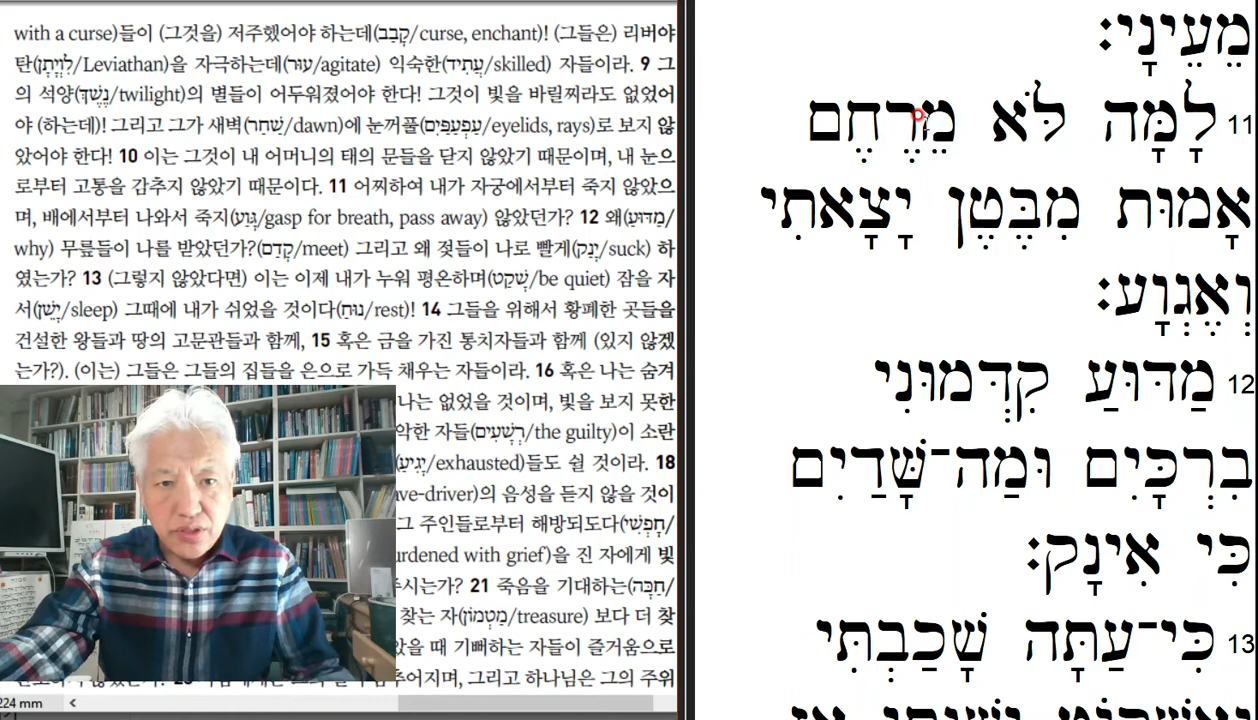 with a curse)들이 (그것을) 저주했어야 하는데(קָבַב/curse, enchant)! (그들은) 리버야
탄(לִוְיָתָן/Leviathan)을 자극하는데(עוּר/agitate) 익숙한(עָתִיד/skilled) 자들이라. 9 그
의 석양(נֶשֶׁךְ/twilight)의 별들이 어두워졌어야 한다! 그것이 빛을 바릴찌라도 없었어
야 (하는데)! 그리고 그가 새벽(שַׁחַר/dawn)에 눈꺼풀(עַפְעַפַּיִם/eyelids, rays)로 보지 않
았어야 한다! 10 이는 그것이 내 어머니의 태의 문들을 닫지 않았기 때문이며, 내 눈으
로부터 고통을 감추지 않았기 때문이다. 11 어찌하여 내가 자궁에서부터 죽지 않았으
며, 배에서부터 나와서 죽지(גָּוַע/gasp for breath, pass away) 않았던가? 12 왜(מַדּוּעַ/
why) 무릎들이 나를 받았던가?(קָדַם/meet) 그리고 왜 젖들이 나로 빨게(יָנַק/suck) 하
였는가? 13 (그렇지 않았다면) 이는 이제 내가 누워 평온하며(שָׁקַט/be quiet) 잠을 자
서(יָשֵׁן/sleep) 그때에 내가 쉬었을 것이다(נוּחַ/rest)! 14 그들을 위해서 황폐한 곳들을
건설한 왕들과 땅의 고문관들과 함께, 15 혹은 금을 가진 통치자들과 함께 (있지 않겠
는가?). (이는) 그들은 그들의 집들을 은으로 가득 채우는 자들이라. 16 혹은 나는 숨겨
나는 없었을 것이며, 빛을 보지 못한
악한 자들(רְשָׁעִים/the guilty)이 소란
(יָגִיעַ/exhausted)들도 쉴 것이라. 18
ave-driver)의 음성을 듣지 않을 것이
그 주인들로부터 해방되도다(חָפְשִׁי/
urdened with grief)을 진 자에게 빛
주시는가? 21 죽음을 기대하는(חָכָה/
찾는 자(מַטְמוֹן/treasure) 보다 더 찾
았을 때 기뻐하는 자들이 즐거움으로
주어지며, 그리고 하나님은 그의 주위
224 mm
מֵעֵינָי׃
11 לָמָּה לֹּא מֵרֶחֶם
אָמוּת מִבֶּטֶן יָצָאתִי
וְאֶגְוָע׃
12 מַדּוּעַ קִדְּמוּנִי
בִרְכָּיִם וּמַה־שָּׁדַיִם
כִּי אִינָק׃
13 כִּי־עַתָּה שָׁכַבְתִּי